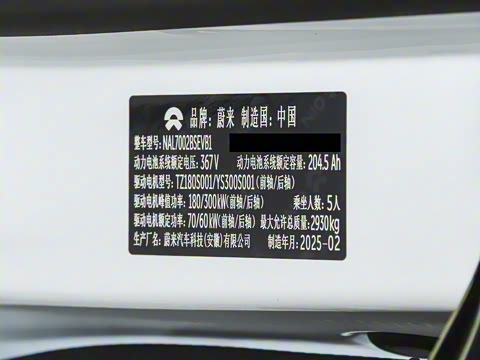 品牌：蔚来 制造国：中国
整车型号：NAL7002BSEVB1
动力电池系统额定电压：367V 动力电池系统额定容量：204.5Ah
驱动电机型号：TZ180S001/YS300S001（前轴/后轴）
驱动电机峰值功率：180/300kW（前轴/后轴） 乘坐人数：5人
驱动电机额定功率：70/60kW（前轴/后轴） 最大允许总质量：2930kg
生产厂名：蔚来汽车科技（安徽）有限公司 制造年月：2025-02